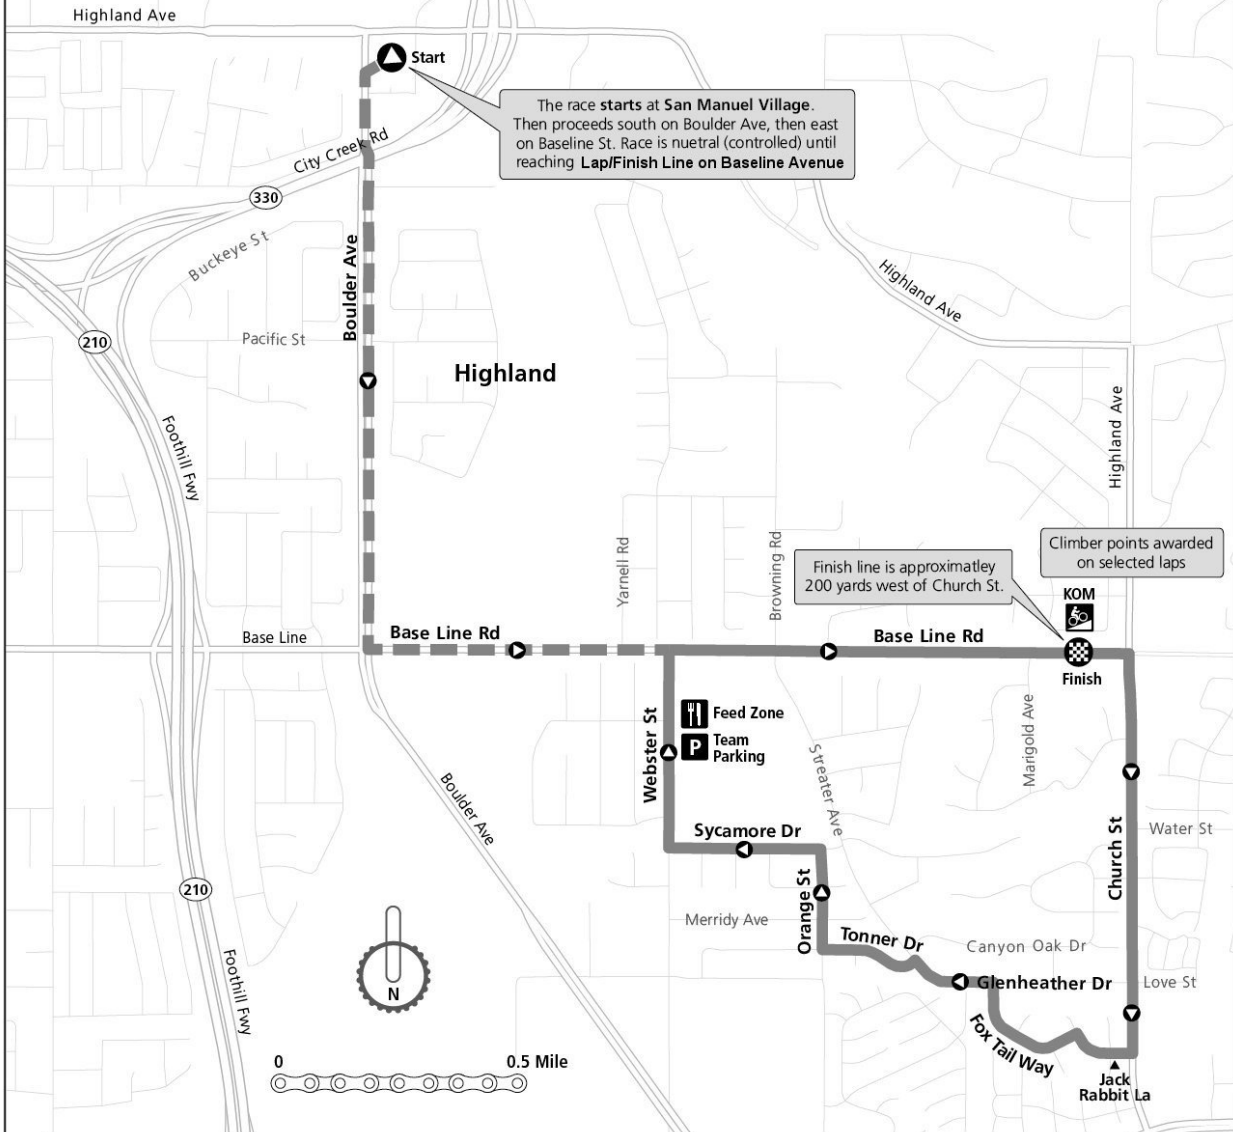 Highland Ave
Start
The race starts at San Manuel Village.
Then proceeds south on Boulder Ave, then east
on Baseline St. Race is nuetral (controlled) until
reaching Lap/Finish Line on Baseline Avenue
City Creek Rd
330
Buckeye St
Boulder Ave
Highland Ave
210
Pacific St
Highland
Highland Ave
Foothill Fwy
Yarnell Rd
Browning Rd
Climber points awarded
on selected laps
Finish line is approximatley
200 yards west of Church St.
KOM
Base Line
Base Line Rd
Base Line Rd
Finish
Webster St
Feed Zone
P
Team
Parking
Streater Ave
Marigold Ave
Boulder Ave
Sycamore Dr
Church St
Water St
210
Orange St
Merridy Ave
Tonner Dr
Canyon Oak Dr
Foothill Fwy
N
Glenheather Dr
Love St
Fox Tail Way
0
0.5 Mile
Jack
Rabbit La